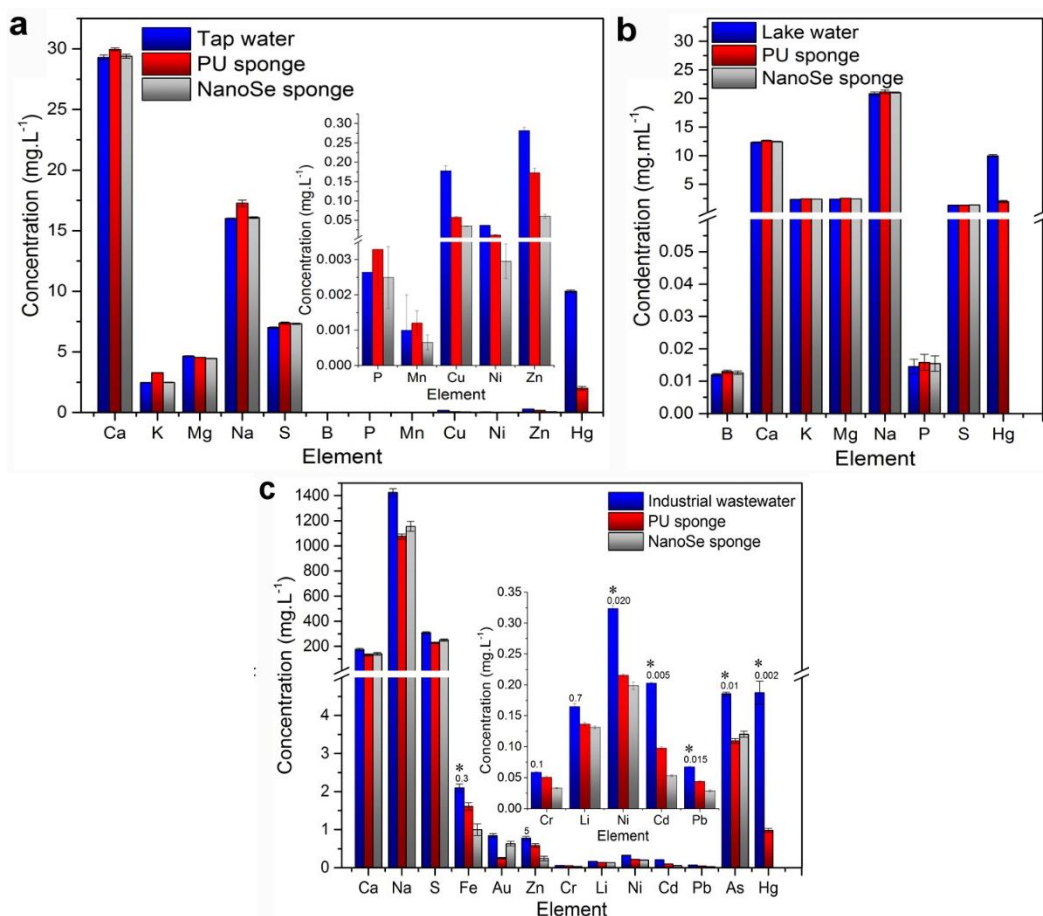 a
Tap water
PU sponge
NanoSe sponge
Concentration (mg.L-1)
30
25
20
15
10
5
0
Ca K Mg Na S B P Mn Cu Ni Zn Hg
Element
Concentration (mg.L-1)
0.30
0.25
0.20
0.15
0.10
0.05
0.003
0.002
0.001
0.000
P Mn Cu Ni Zn
Element
b
Lake water
PU sponge
NanoSe sponge
Condentration (mg.mL-1)
30
25
20
15
10
5
0.05
0.04
0.03
0.02
0.01
0.00
B Ca K Mg Na P S Hg
Element
c
Industrial wastewater
PU sponge
NanoSe sponge
Concentration (mg.L-1)
1400
1200
1000
800
600
400
200
4
3
2
1
0
* 0.3
5
* 0.01
* 0.002
Ca Na S Fe Au Zn Cr Li Ni Cd Pb As Hg
Element
Concentration (mg.L-1)
0.35
0.30
0.25
0.20
0.15
0.10
0.05
0.00
0.1
0.7
* 0.020
* 0.005
* 0.015
Cr Li Ni Cd Pb
Element